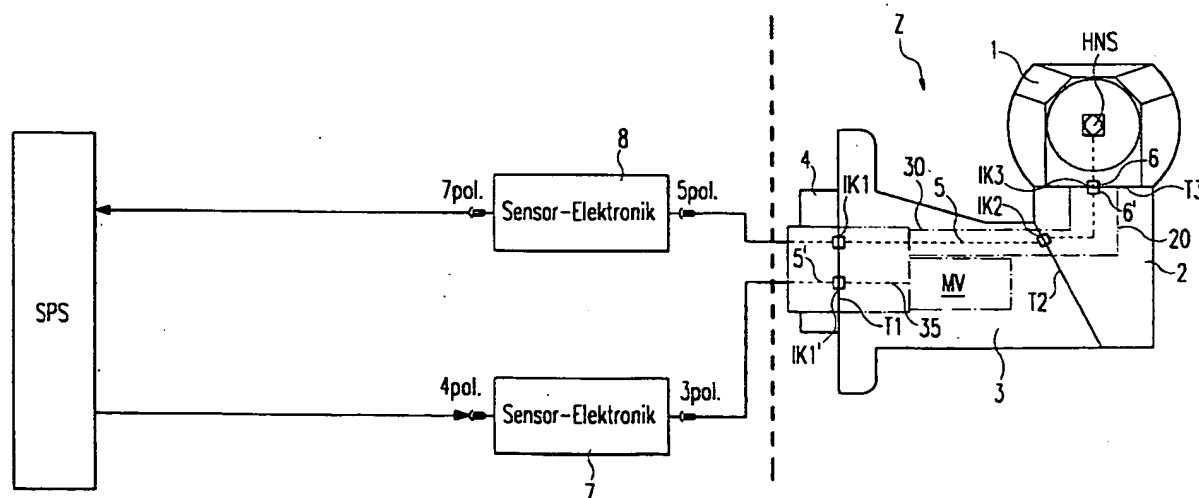 Z
HNS
1
8
7pol.
5pol.
Sensor-Elektronik
4
IK1
30
5
IK3
IK2
6
6'
T3
20
2
SPS
5'
MV
T2
IK1'
T1
35
3
4pol.
3pol.
Sensor-Elektronik
7